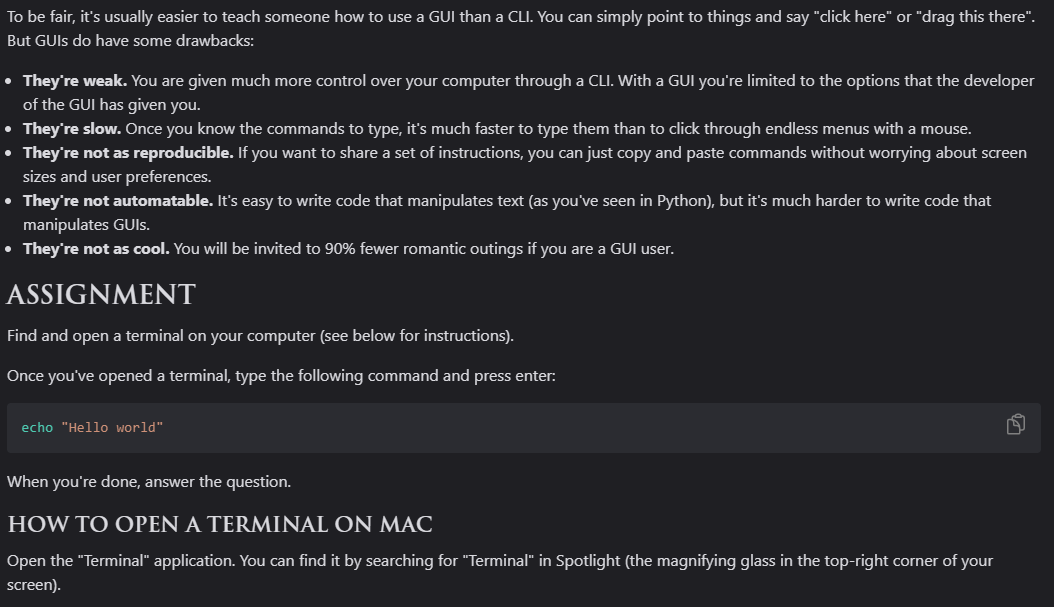 To be fair, it's usually easier to teach someone how to use a GUI than a CLI. You can simply point to things and say "click here" or "drag this there".
But GUIs do have some drawbacks:
• They're weak. You are given much more control over your computer through a CLI. With a GUI you're limited to the options that the developer
of the GUI has given you.
• They're slow. Once you know the commands to type, it's much faster to type them than to click through endless menus with a mouse.
• They're not as reproducible. If you want to share a set of instructions, you can just copy and paste commands without worrying about screen
sizes and user preferences.
• They're not automatable. It's easy to write code that manipulates text (as you've seen in Python), but it's much harder to write code that
manipulates GUIs.
• They're not as cool. You will be invited to 90% fewer romantic outings if you are a GUI user.
ASSIGNMENT
Find and open a terminal on your computer (see below for instructions).
Once you've opened a terminal, type the following command and press enter:
echo "Hello world"
When you're done, answer the question.
HOW TO OPEN A TERMINAL ON MAC
Open the "Terminal" application. You can find it by searching for "Terminal" in Spotlight (the magnifying glass in the top-right corner of your
screen).